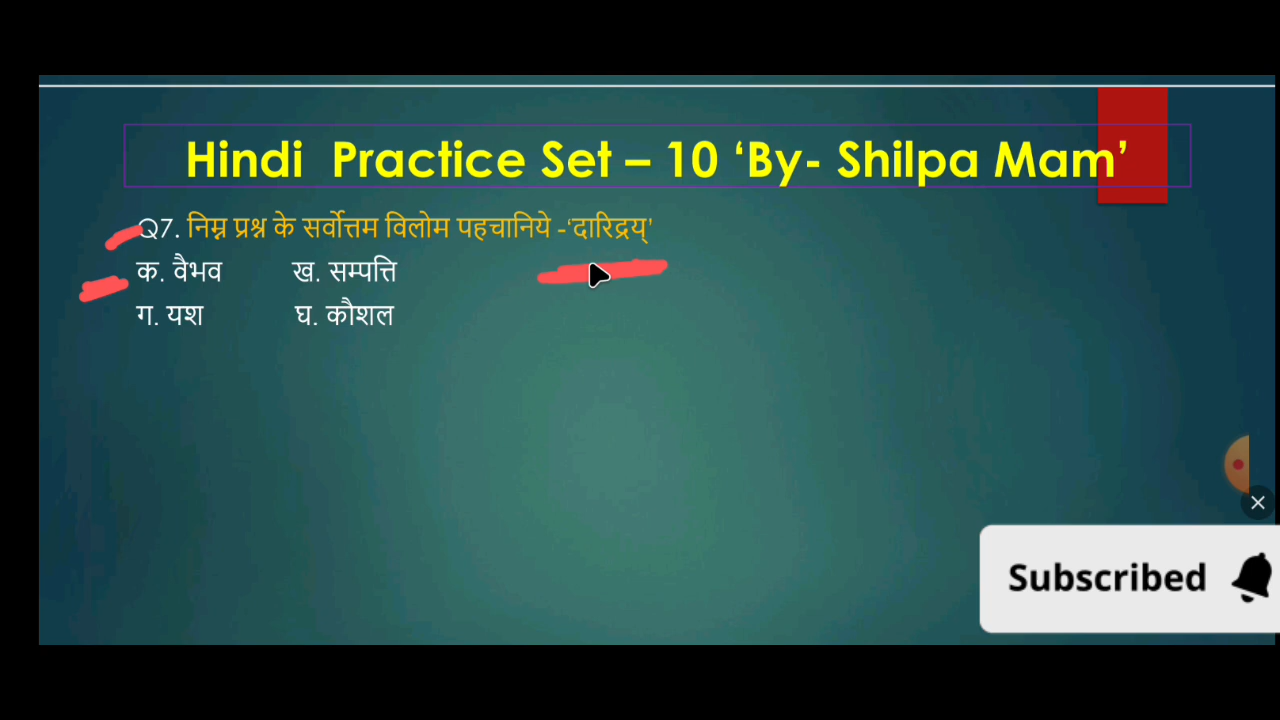 Hindi Practice Set – 10 ‘By- Shilpa Mam’
Q7. निम्न प्रश्न के सर्वोत्तम विलोम पहचानिये -‘दारिद्रय्’
क. वैभव ख. सम्पत्ति
ग. यश घ. कौशल
Subscribed